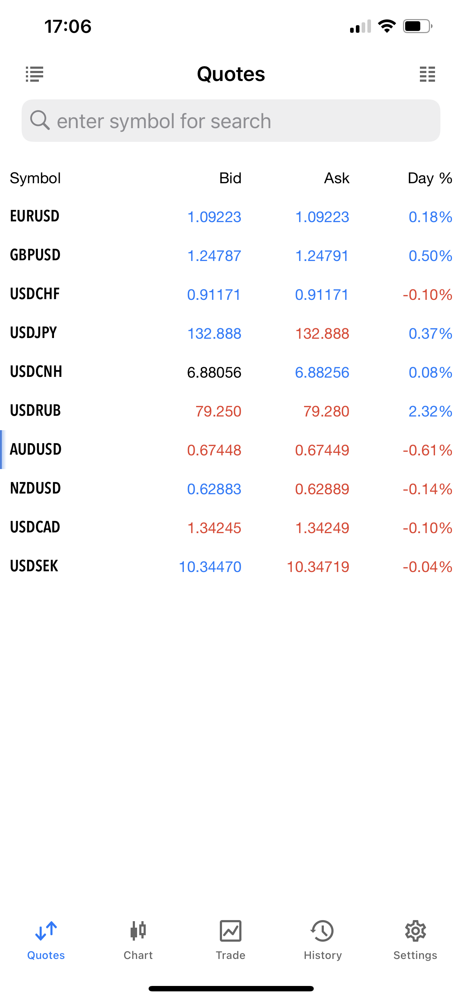 17:06
Quotes
enter symbol for search
Symbol Bid Ask Day %
EURUSD 1.09223 1.09223 0.18%
GBPUSD 1.24787 1.24791 0.50%
USDCHF 0.91171 0.91171 -0.10%
USDJPY 132.888 132.888 0.37%
USDCNH 6.88056 6.88256 0.08%
USDRUB 79.250 79.280 2.32%
AUDUSD 0.67448 0.67449 -0.61%
NZDUSD 0.62883 0.62889 -0.14%
USDCAD 1.34245 1.34249 -0.10%
USDSEK 10.34470 10.34719 -0.04%
Quotes Chart Trade History Settings